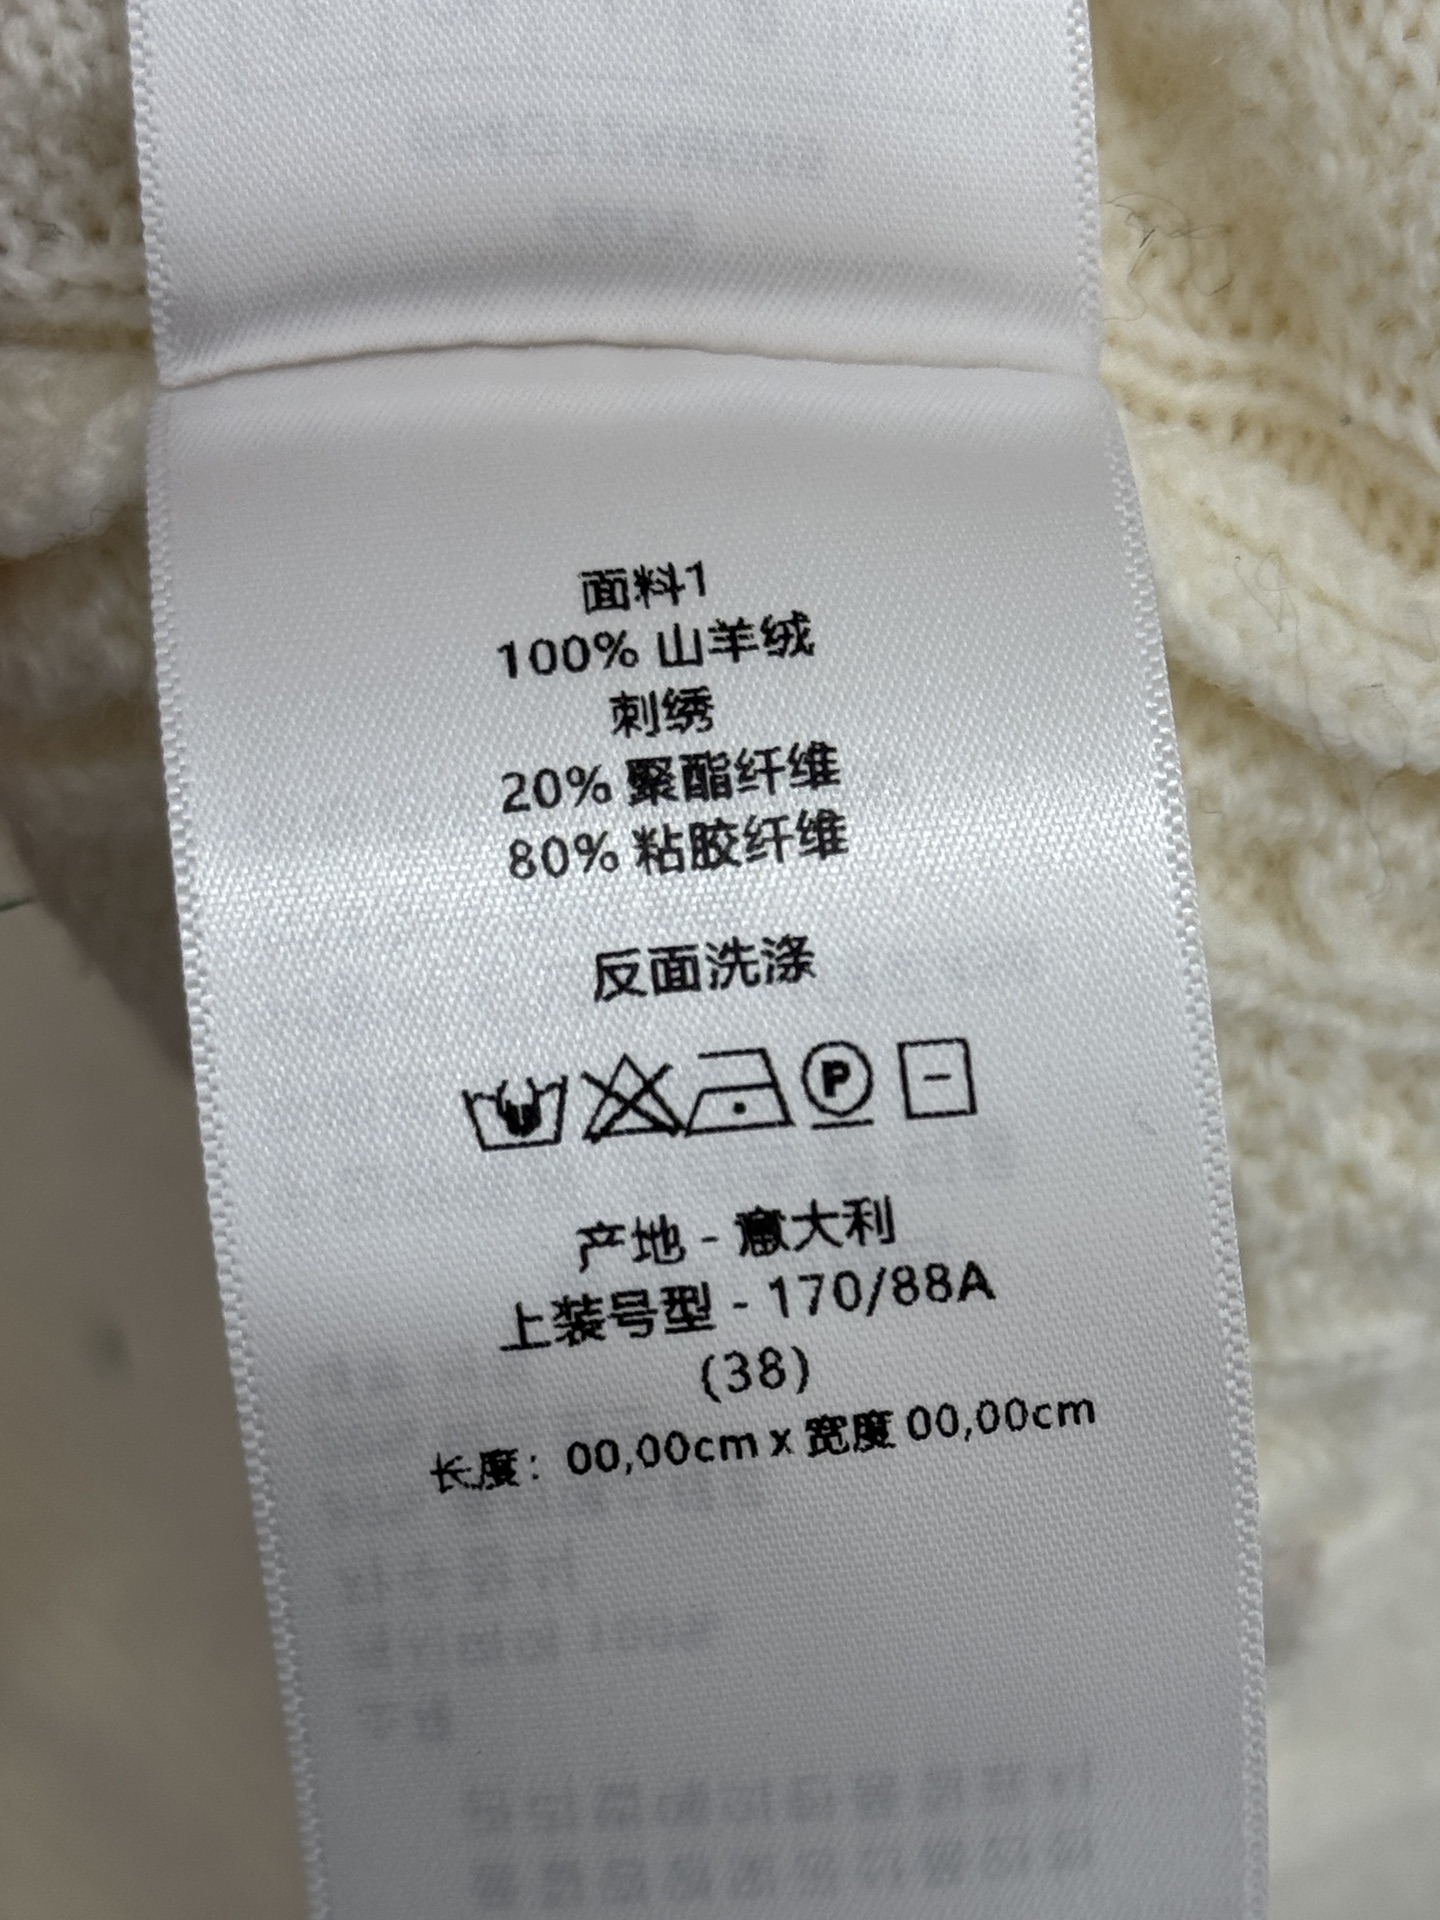 面料1
100% 山羊绒
刺绣
20% 聚酯纤维
80% 粘胶纤维
反面洗涤
P
产地 - 意大利
上装号型 - 170/88A
(38)
长度: 00,00cm x 宽度 00,00cm